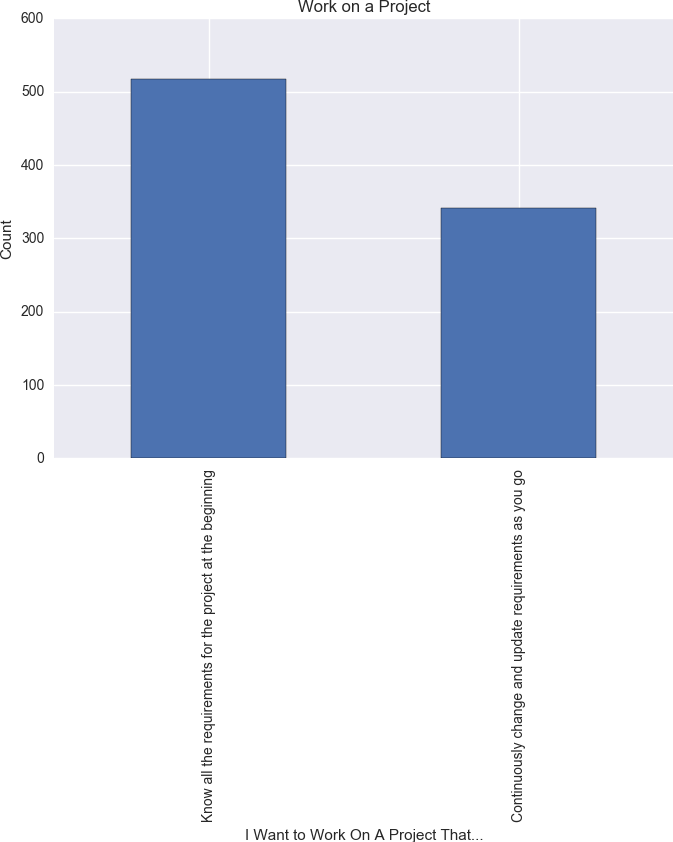 Work on a Project
600
500
400
300
200
100
0
Count
Know all the requirements for the project at the beginning
Continuously change and update requirements as you go
I Want to Work On A Project That...